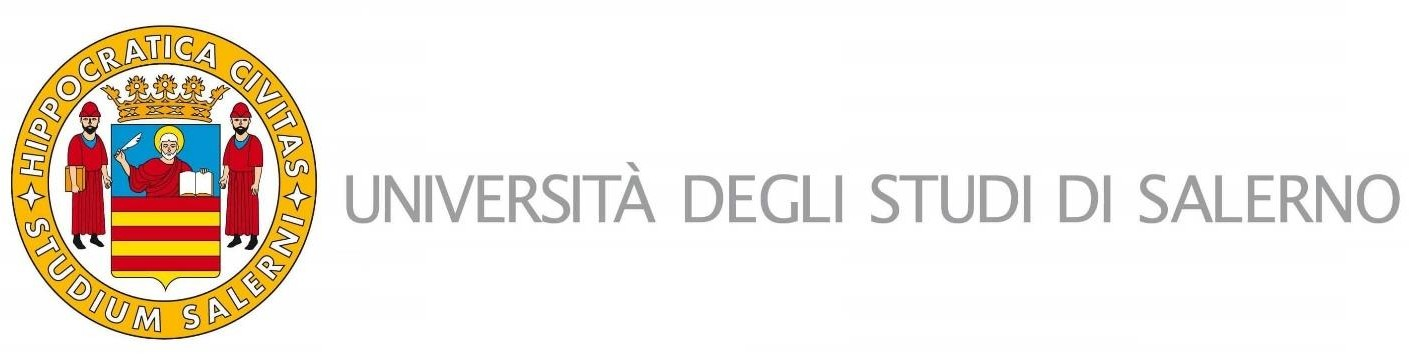 HIPPOCRATICA CIVITAS
STUDIUM SALERNI
UNIVERSITÀ DEGLI STUDI DI SALERNO